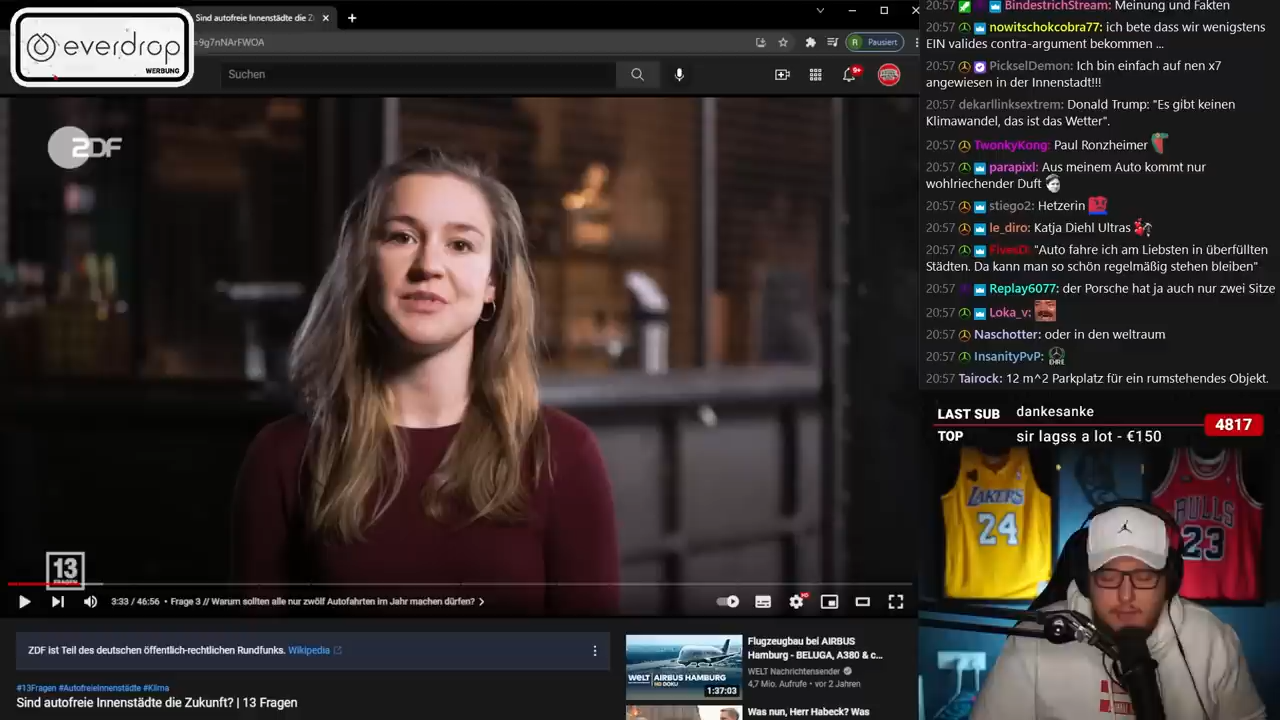 everdrop
WERBUNG
Sind autofreie Innenstädte die Z
=9g7nNArFWOA
Pausiert
Suchen
9+
ZDF
13
FRAGEN
3:33 / 46:56 • Frage 3 // Warum sollten alle nur zwölf Autofahrten im Jahr machen dürfen?
ZDF ist Teil des deutschen öffentlich-rechtlichen Rundfunks. Wikipedia
#13Fragen #AutofreieInnenstädte #Klima
Sind autofreie Innenstädte die Zukunft? | 13 Fragen
WELT
AIRBUS HAMBURG
HD DOKU
1:37:03
Flugzeugbau bei AIRBUS
Hamburg - BELUGA, A380 & c...
WELT Nachrichtensender
4,7 Mio. Aufrufe • vor 2 Jahren
Was nun, Herr Habeck? Was
20:57 BindestrichStream: Meinung und Fakten
20:57 nowitschokcobra77: ich bete dass wir wenigstens
EIN valides contra-argument bekommen ...
20:57 PickselDemon: Ich bin einfach auf nen x7
angewiesen in der Innenstadt!!!
20:57 dekarllinksextrem: Donald Trump: "Es gibt keinen
Klimawandel, das ist das Wetter".
20:57 TwonkyKong: Paul Ronzheimer
20:57 parapixl: Aus meinem Auto kommt nur
wohlriechender Duft
20:57 stiego2: Hetzerin
20:57 le_diro: Katja Diehl Ultras
20:57 FivesD: "Auto fahre ich am Liebsten in überfüllten
Städten. Da kann man so schön regelmäßig stehen bleiben"
20:57 Replay6077: der Porsche hat ja auch nur zwei Sitze
20:57 Loka_v:
20:57 Naschotter: oder in den weltraum
20:57 InsanityPvP: EHRE
20:57 Tairock: 12 m^2 Parkplatz für ein rumstehendes Objekt.
LAST SUB dankesanke
4817
TOP sir lagss a lot - €150
LAKERS
24
BULLS
23